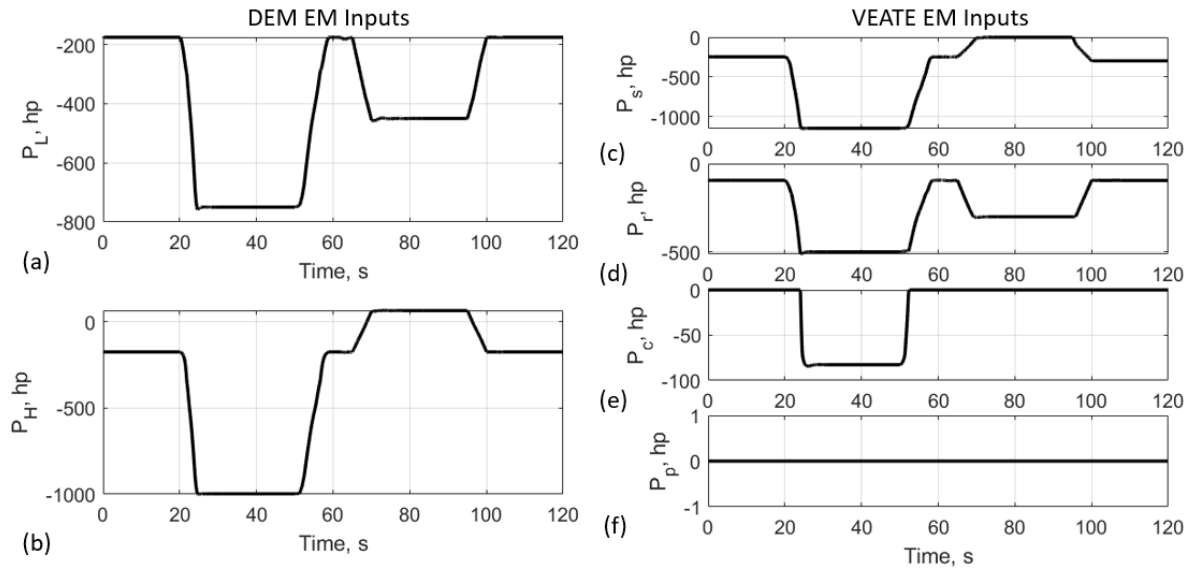 DEM EM Inputs
-200
-400
-600
-800
P_L, hp
0 20 40 60 80 100 120
(a)
Time, s
0
-500
-1000
P_H, hp
0 20 40 60 80 100 120
(b)
Time, s
VEATE EM Inputs
0
-500
-1000
P_s, hp
0 20 40 60 80 100 120
(c)
0
-500
P_r, hp
0 20 40 60 80 100 120
(d)
0
-50
-100
P_c, hp
0 20 40 60 80 100 120
(e)
1
0
-1
P_p, hp
0 20 40 60 80 100 120
(f)
Time, s